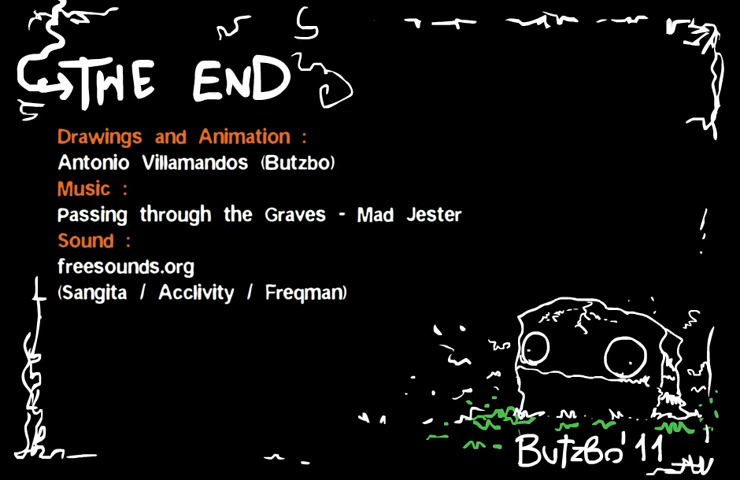 THE END
Drawings and Animation :
Antonio Villamandos (Butzbo)
Music :
Passing through the Graves - Mad Jester
Sound :
freesounds.org
(Sangita / Acclivity / Freqman)
Butzbo'11